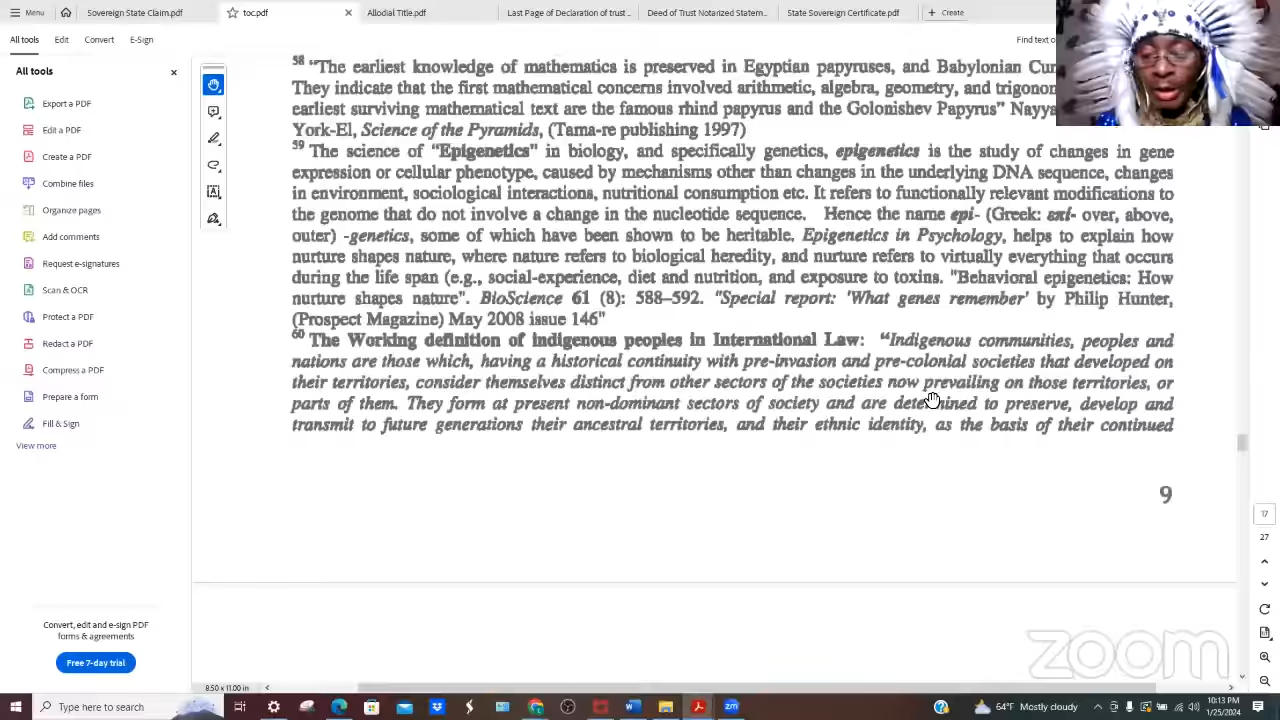 Menu
Sovereign State Claim.pdf
toc.pdf
Allodial Title.pdf
Last Page of Declaration of trust ...
Deed of Trust Notarized Statem...
State Sovereign Certificate.pdf
Create
All tools
Edit
Convert
E-Sign
Find text o
All tools
Export a PDF
Edit a PDF
Create a PDF
Combine files
Organize pages
Add comments
Request e-signatures
Scan & OCR
Protect a PDF
Redact a PDF
Compress a PDF
Prepare a form
Fill & Sign
View more
Convert, edit and e-sign PDF
forms & agreements
Free 7-day trial
58 "The earliest knowledge of mathematics is preserved in Egyptian papyruses, and Babylonian Cun
They indicate that the first mathematical concerns involved arithmetic, algebra, geometry, and trigonom
earliest surviving mathematical text are the famous rhind papyrus and the Golonishev Papyrus" Nayya
York-El, Science of the Pyramids, (Tama-re publishing 1997)
59 The science of "Epigenetics" in biology, and specifically genetics, epigenetics is the study of changes in gene
expression or cellular phenotype, caused by mechanisms other than changes in the underlying DNA sequence, changes
in environment, sociological interactions, nutritional consumption etc. It refers to functionally relevant modifications to
the genome that do not involve a change in the nucleotide sequence. Hence the name epi- (Greek: επί- over, above,
outer) -genetics, some of which have been shown to be heritable. Epigenetics in Psychology, helps to explain how
nurture shapes nature, where nature refers to biological heredity, and nurture refers to virtually everything that occurs
during the life span (e.g., social-experience, diet and nutrition, and exposure to toxins. "Behavioral epigenetics: How
nurture shapes nature". BioScience 61 (8): 588–592. "Special report: 'What genes remember' by Philip Hunter,
(Prospect Magazine) May 2008 issue 146"
60 The Working definition of indigenous peoples in International Law: "Indigenous communities, peoples and
nations are those which, having a historical continuity with pre-invasion and pre-colonial societies that developed on
their territories, consider themselves distinct from other sectors of the societies now prevailing on those territories, or
parts of them. They form at present non-dominant sectors of society and are determined to preserve, develop and
transmit to future generations their ancestral territories, and their ethnic identity, as the basis of their continued
9
17
27
8.50 x 11.00 in
zoom
Type here to search
64°F Mostly cloudy
10:13 PM
1/25/2024